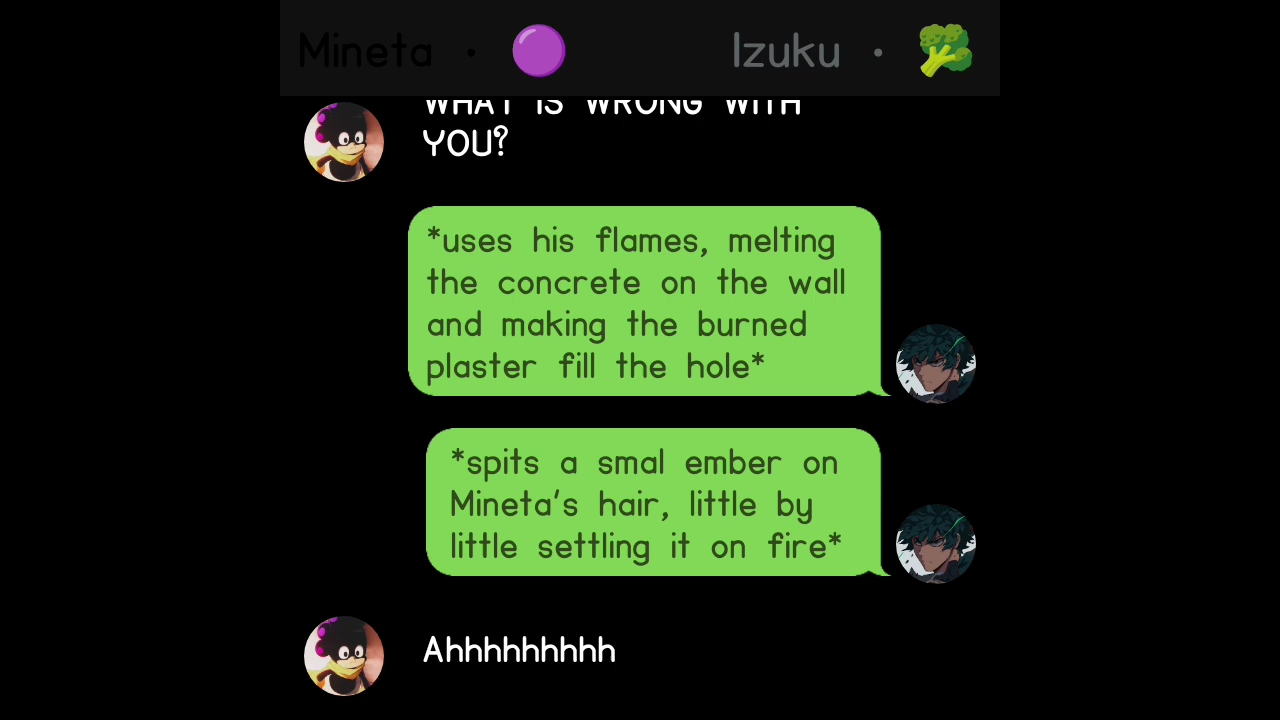 Mineta • Izuku •
WHAT IS WRONG WITH
YOU?
*uses his flames, melting
the concrete on the wall
and making the burned
plaster fill the hole*
*spits a smal ember on
Mineta's hair, little by
little settling it on fire*
Ahhhhhhhhh